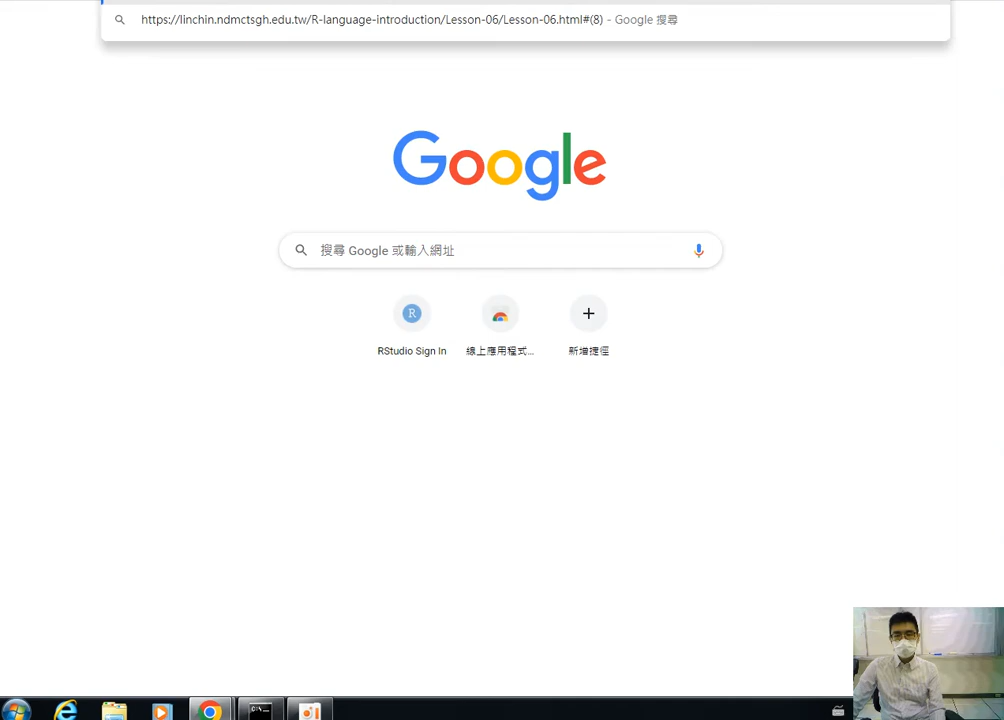 https://linchin.ndmctsgh.edu.tw/R-language-introduction/Lesson-06/Lesson-06.html#(8) - Google 搜尋
Google
搜尋 Google 或輸入網址
R
RStudio Sign In
線上應用程式...
新增捷徑
C:\.